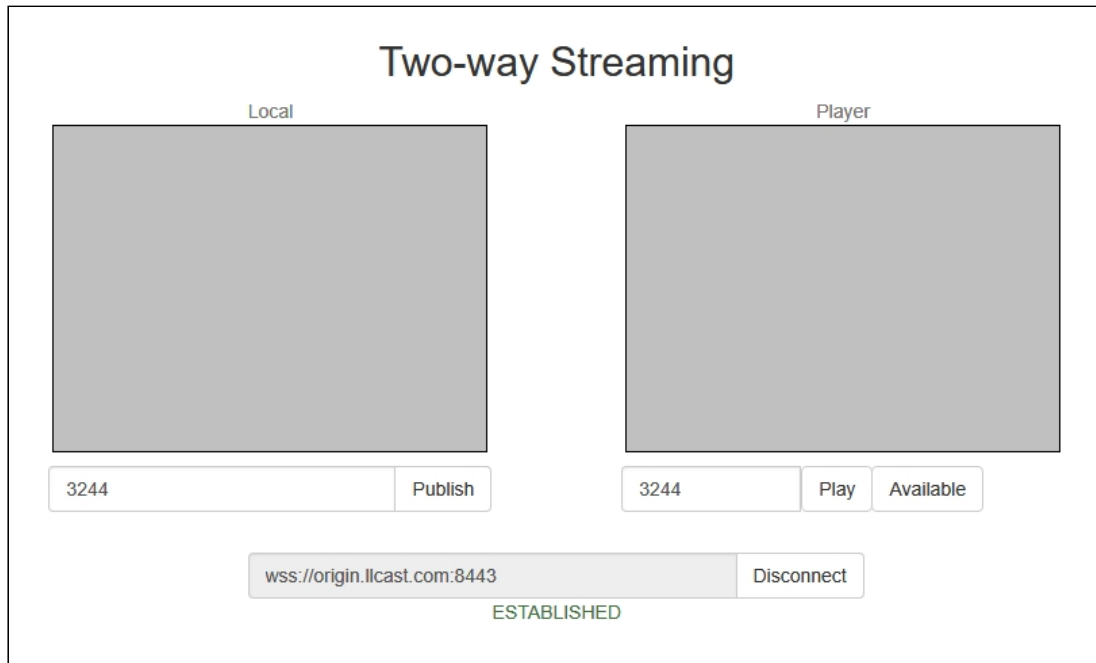 Two-way Streaming
Local
Player
3244
Publish
3244
Play
Available
wss://origin.llcast.com:8443
Disconnect
ESTABLISHED